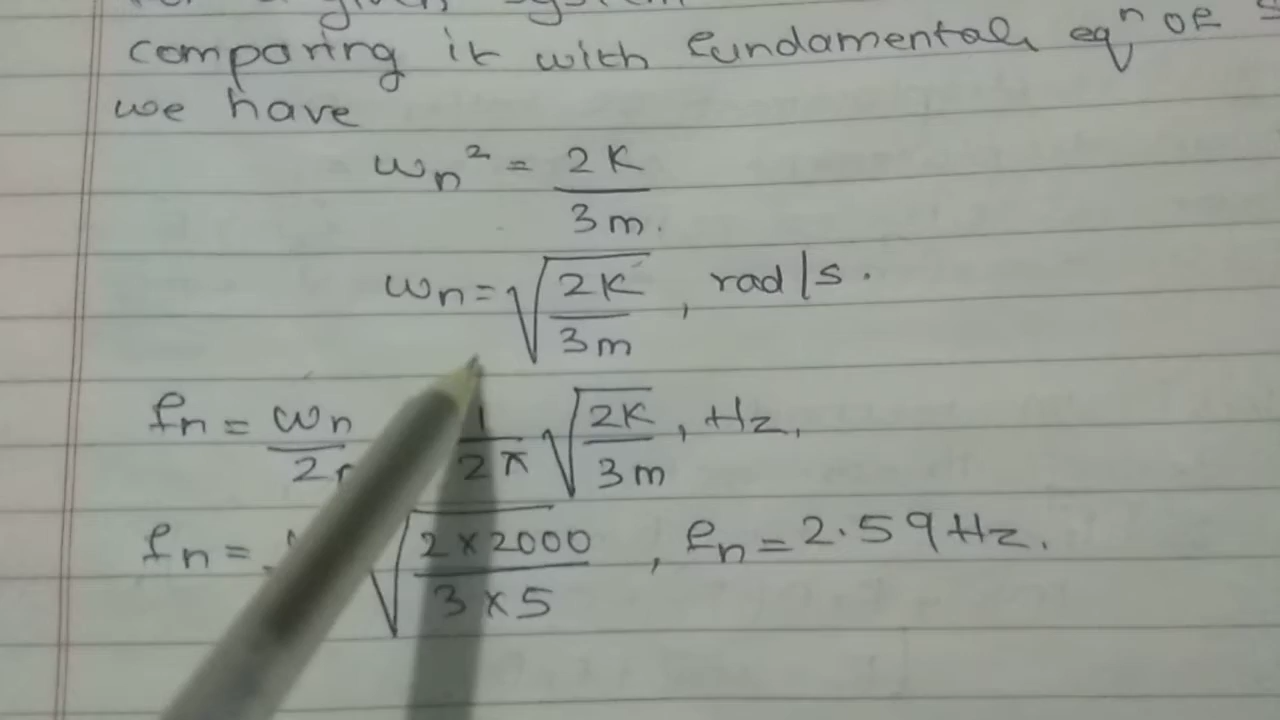 comparing it with fundamental eqⁿ of
we have
ωn² = 2K / 3m.
ωn = √(2K / 3m), rad/s.
fn = ωn / 2 1 / 2π √(2K / 3m), Hz.
fn = √(2×2000 / 3×5), fn = 2.59 Hz.